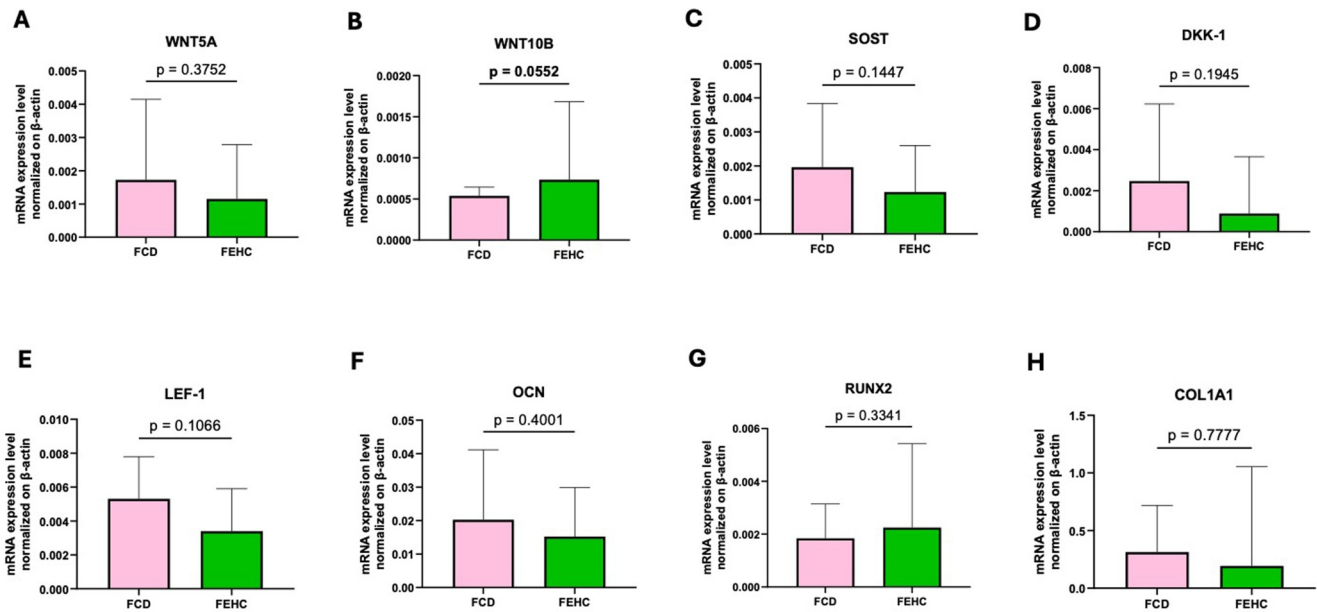 A
WNT5A
p = 0.3752
mRNA expression level
normalized on β-actin
0.005
0.004
0.003
0.002
0.001
0.000
FCD
FEHC
B
WNT10B
p = 0.0552
mRNA expression level
normalized on β-actin
0.0020
0.0015
0.0010
0.0005
0.0000
FCD
FEHC
C
SOST
p = 0.1447
mRNA expression level
normalized on β-actin
0.005
0.004
0.003
0.002
0.001
0.000
FCD
FEHC
D
DKK-1
p = 0.1945
mRNA expression level
normalized on β-actin
0.008
0.006
0.004
0.002
0.000
FCD
FEHC
E
LEF-1
p = 0.1066
mRNA expression level
normalized on β-actin
0.010
0.008
0.006
0.004
0.002
0.000
FCD
FEHC
F
OCN
p = 0.4001
mRNA expression level
normalized on β-actin
0.05
0.04
0.03
0.02
0.01
0.00
FCD
FEHC
G
RUNX2
p = 0.3341
mRNA expression level
normalized on β-actin
0.006
0.004
0.002
0.000
FCD
FEHC
H
COL1A1
p = 0.7777
mRNA expression level
normalized on β-actin
1.5
1.0
0.5
0.0
FCD
FEHC